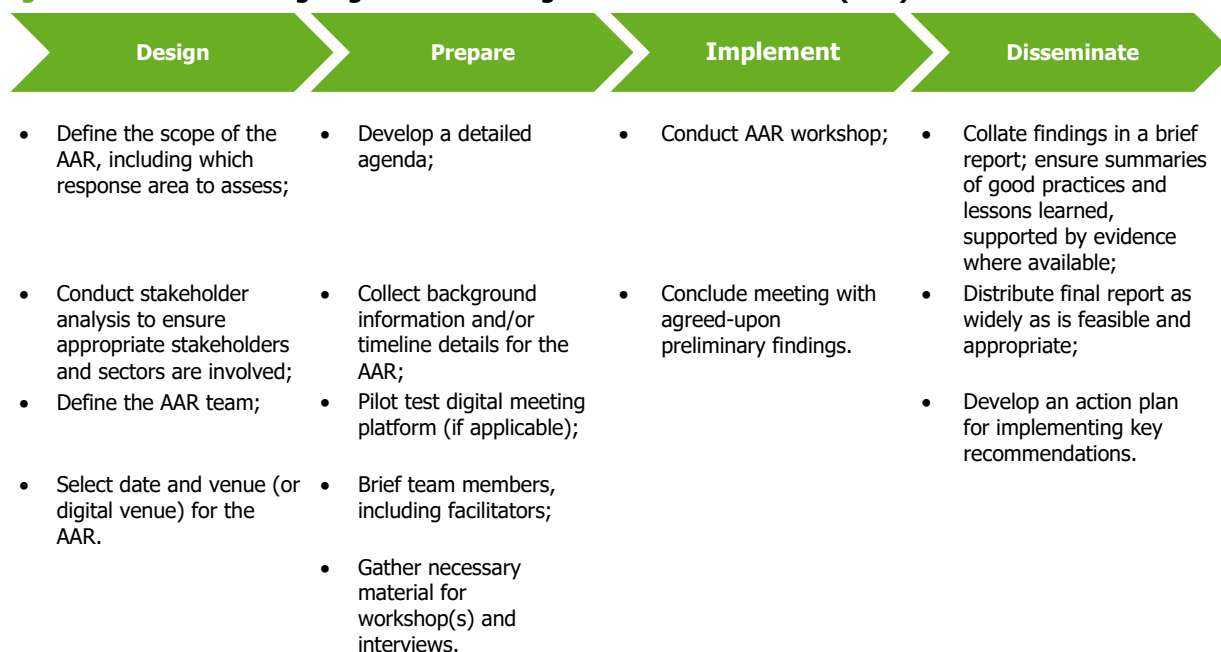 Design
Prepare
Implement
Disseminate
• Define the scope of the
AAR, including which
response area to assess;
• Conduct stakeholder
analysis to ensure
appropriate stakeholders
and sectors are involved;
• Define the AAR team;
• Select date and venue (or
digital venue) for the
AAR.
• Develop a detailed
agenda;
• Collect background
information and/or
timeline details for the
AAR;
• Pilot test digital meeting
platform (if applicable);
• Brief team members,
including facilitators;
• Gather necessary
material for
workshop(s) and
interviews.
• Conduct AAR workshop;
• Conclude meeting with
agreed-upon
preliminary findings.
• Collate findings in a brief
report; ensure summaries
of good practices and
lessons learned,
supported by evidence
where available;
• Distribute final report as
widely as is feasible and
appropriate;
• Develop an action plan
for implementing key
recommendations.